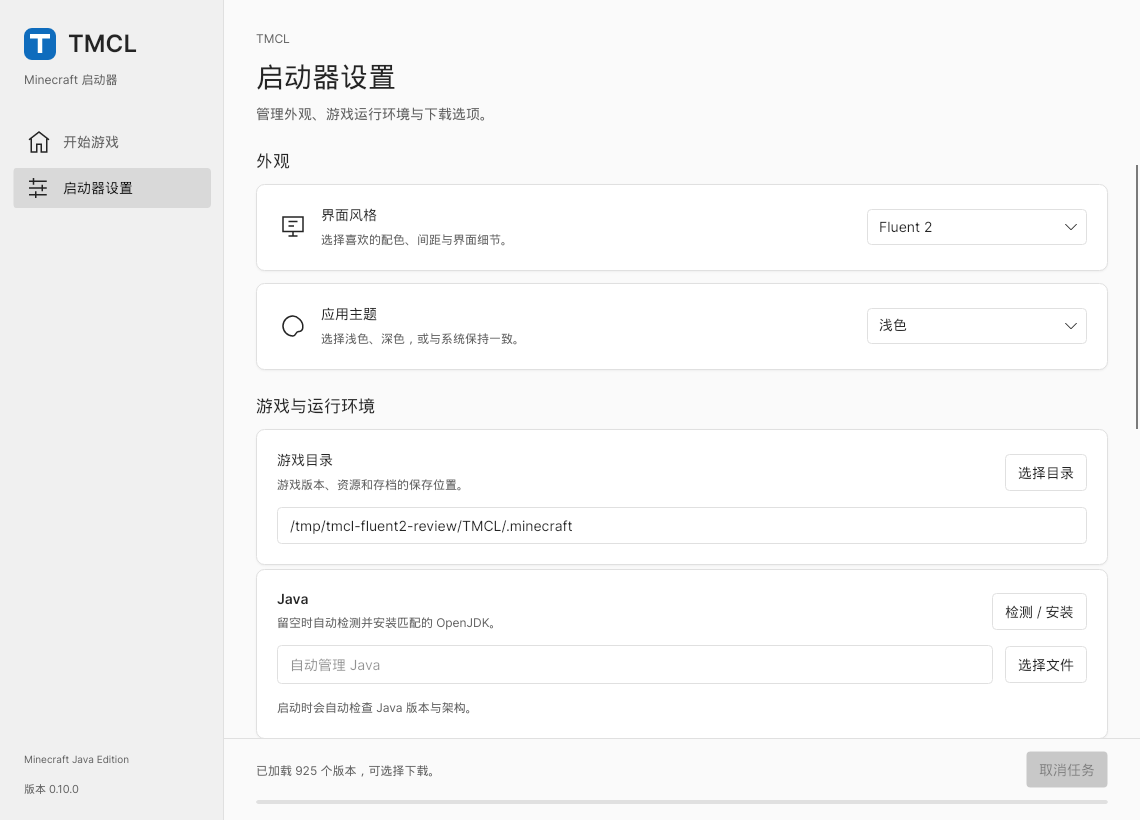 TMCL
Minecraft 启动器
开始游戏
启动器设置
Minecraft Java Edition
版本 0.10.0
TMCL
启动器设置
管理外观、游戏运行环境与下载选项。
外观
界面风格
选择喜欢的配色、间距与界面细节。
Fluent 2
应用主题
选择浅色、深色，或与系统保持一致。
浅色
游戏与运行环境
游戏目录
游戏版本、资源和存档的保存位置。
选择目录
/tmp/tmcl-fluent2-review/TMCL/.minecraft
Java
留空时自动检测并安装匹配的 OpenJDK。
检测 / 安装
自动管理 Java
选择文件
启动时会自动检查 Java 版本与架构。
已加载 925 个版本，可选择下载。
取消任务